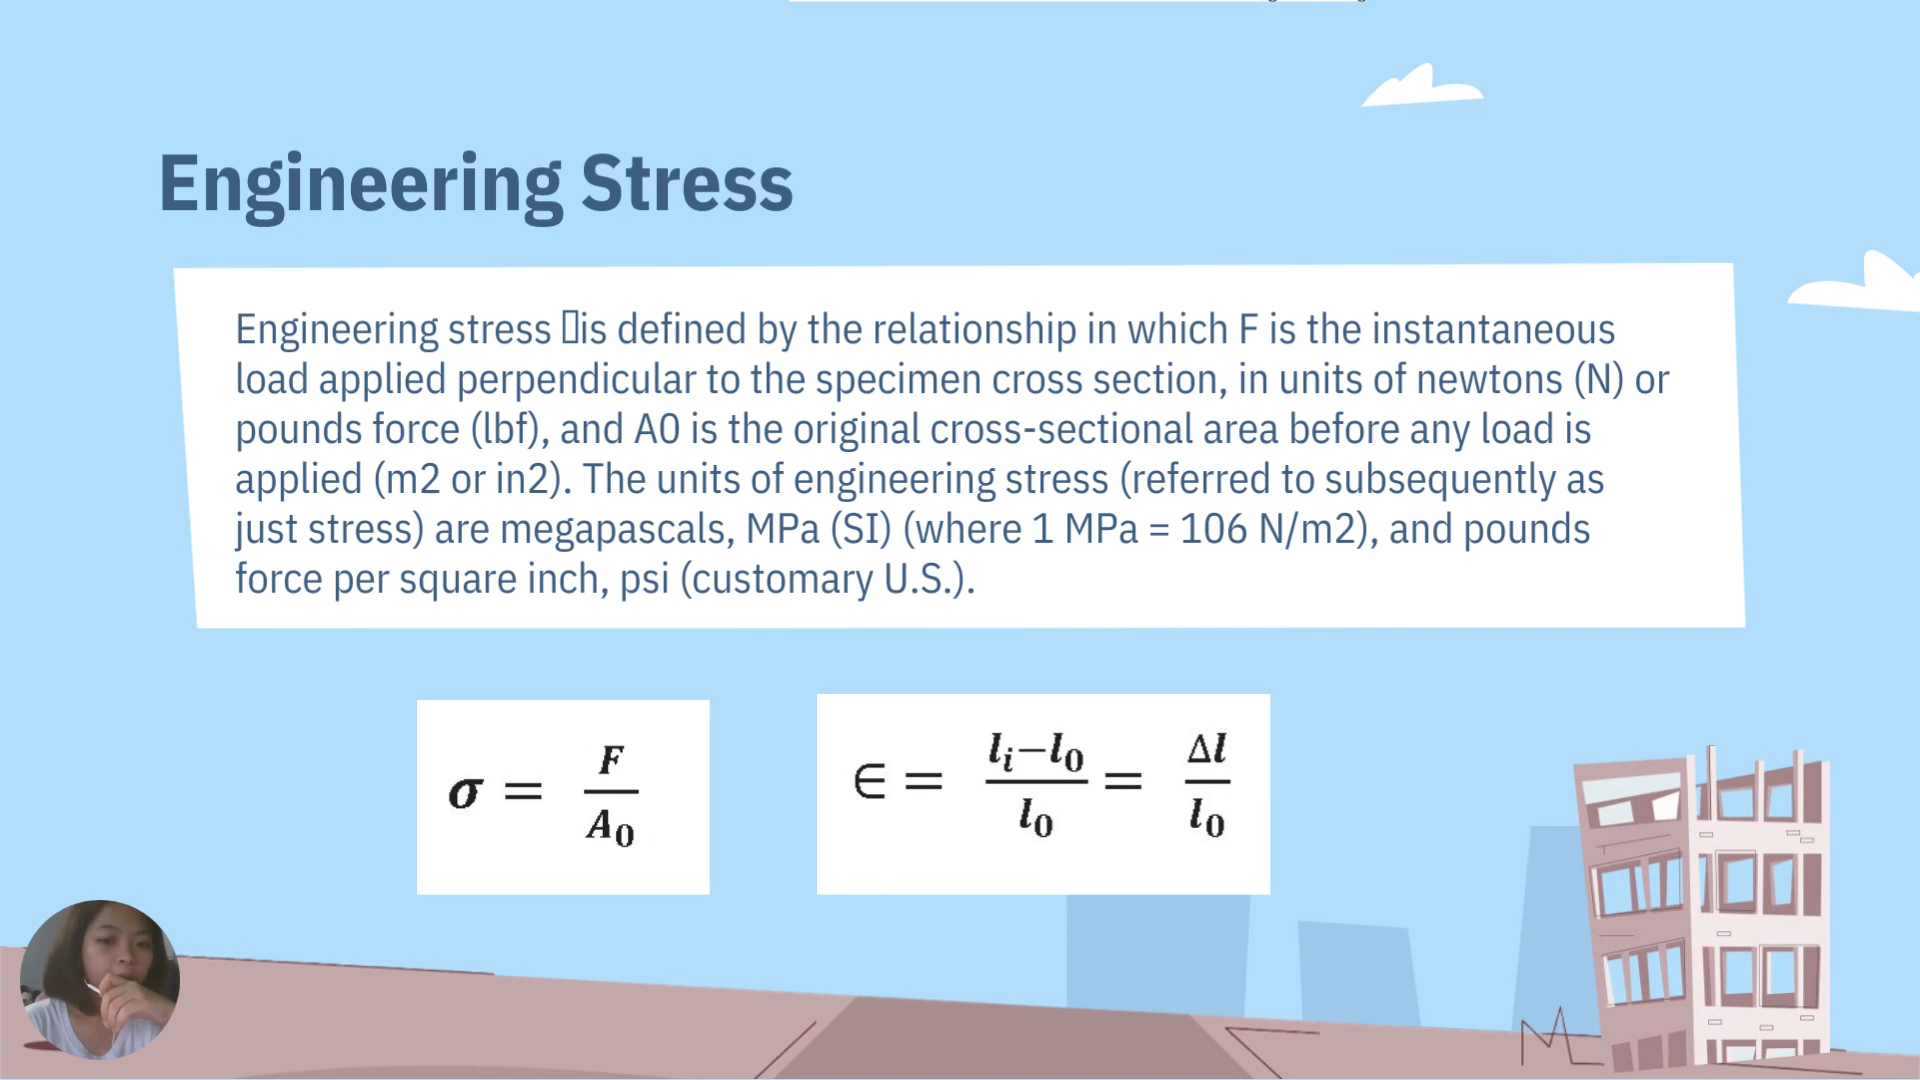 Engineering Stress
Engineering stress is defined by the relationship in which F is the instantaneous
load applied perpendicular to the specimen cross section, in units of newtons (N) or
pounds force (lbf), and A0 is the original cross-sectional area before any load is
applied (m2 or in2). The units of engineering stress (referred to subsequently as
just stress) are megapascals, MPa (SI) (where 1 MPa = 106 N/m2), and pounds
force per square inch, psi (customary U.S.).
σ = F/A₀
∈ = lᵢ−l₀/l₀ = Δl/l₀